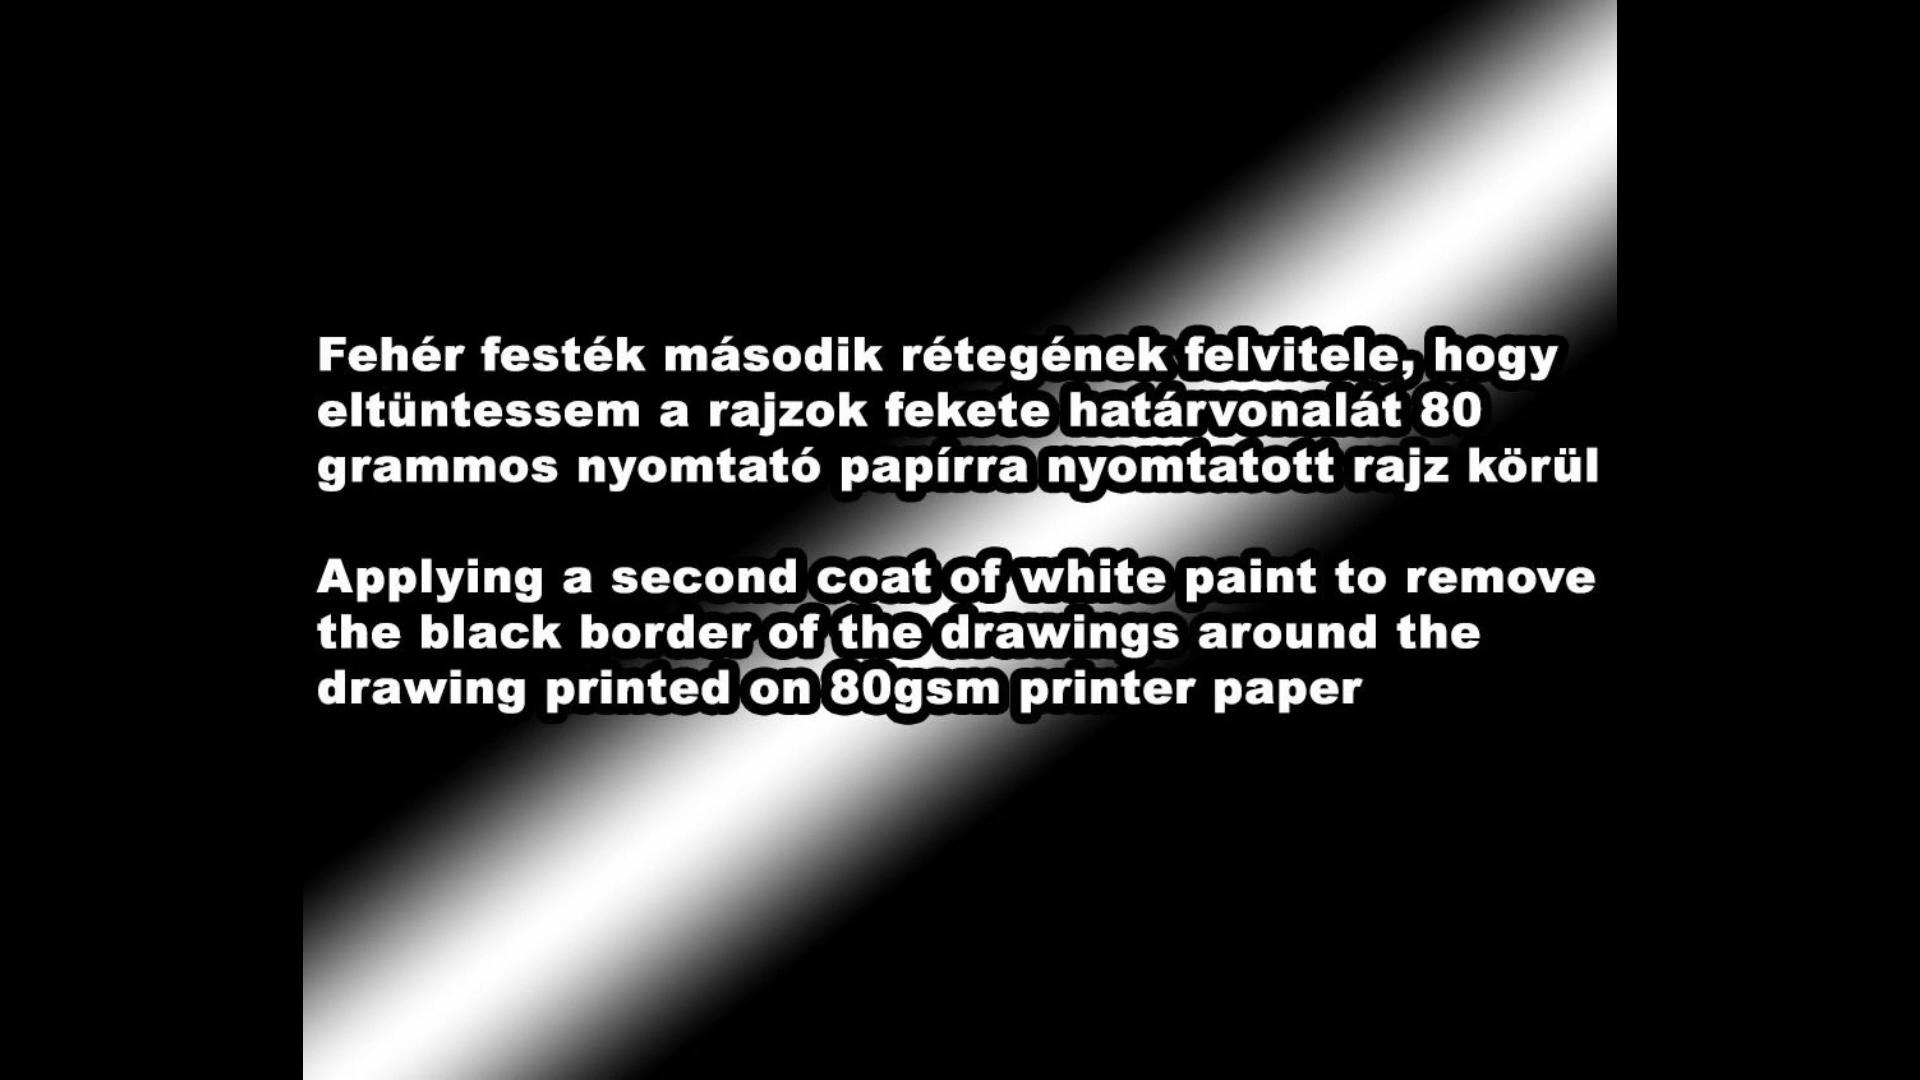 Fehér festék második rétegének felvitele, hogy
eltüntessem a rajzok fekete határvonalát 80
grammos nyomtató papírra nyomtatott rajz körül
Applying a second coat of white paint to remove
the black border of the drawings around the
drawing printed on 80gsm printer paper